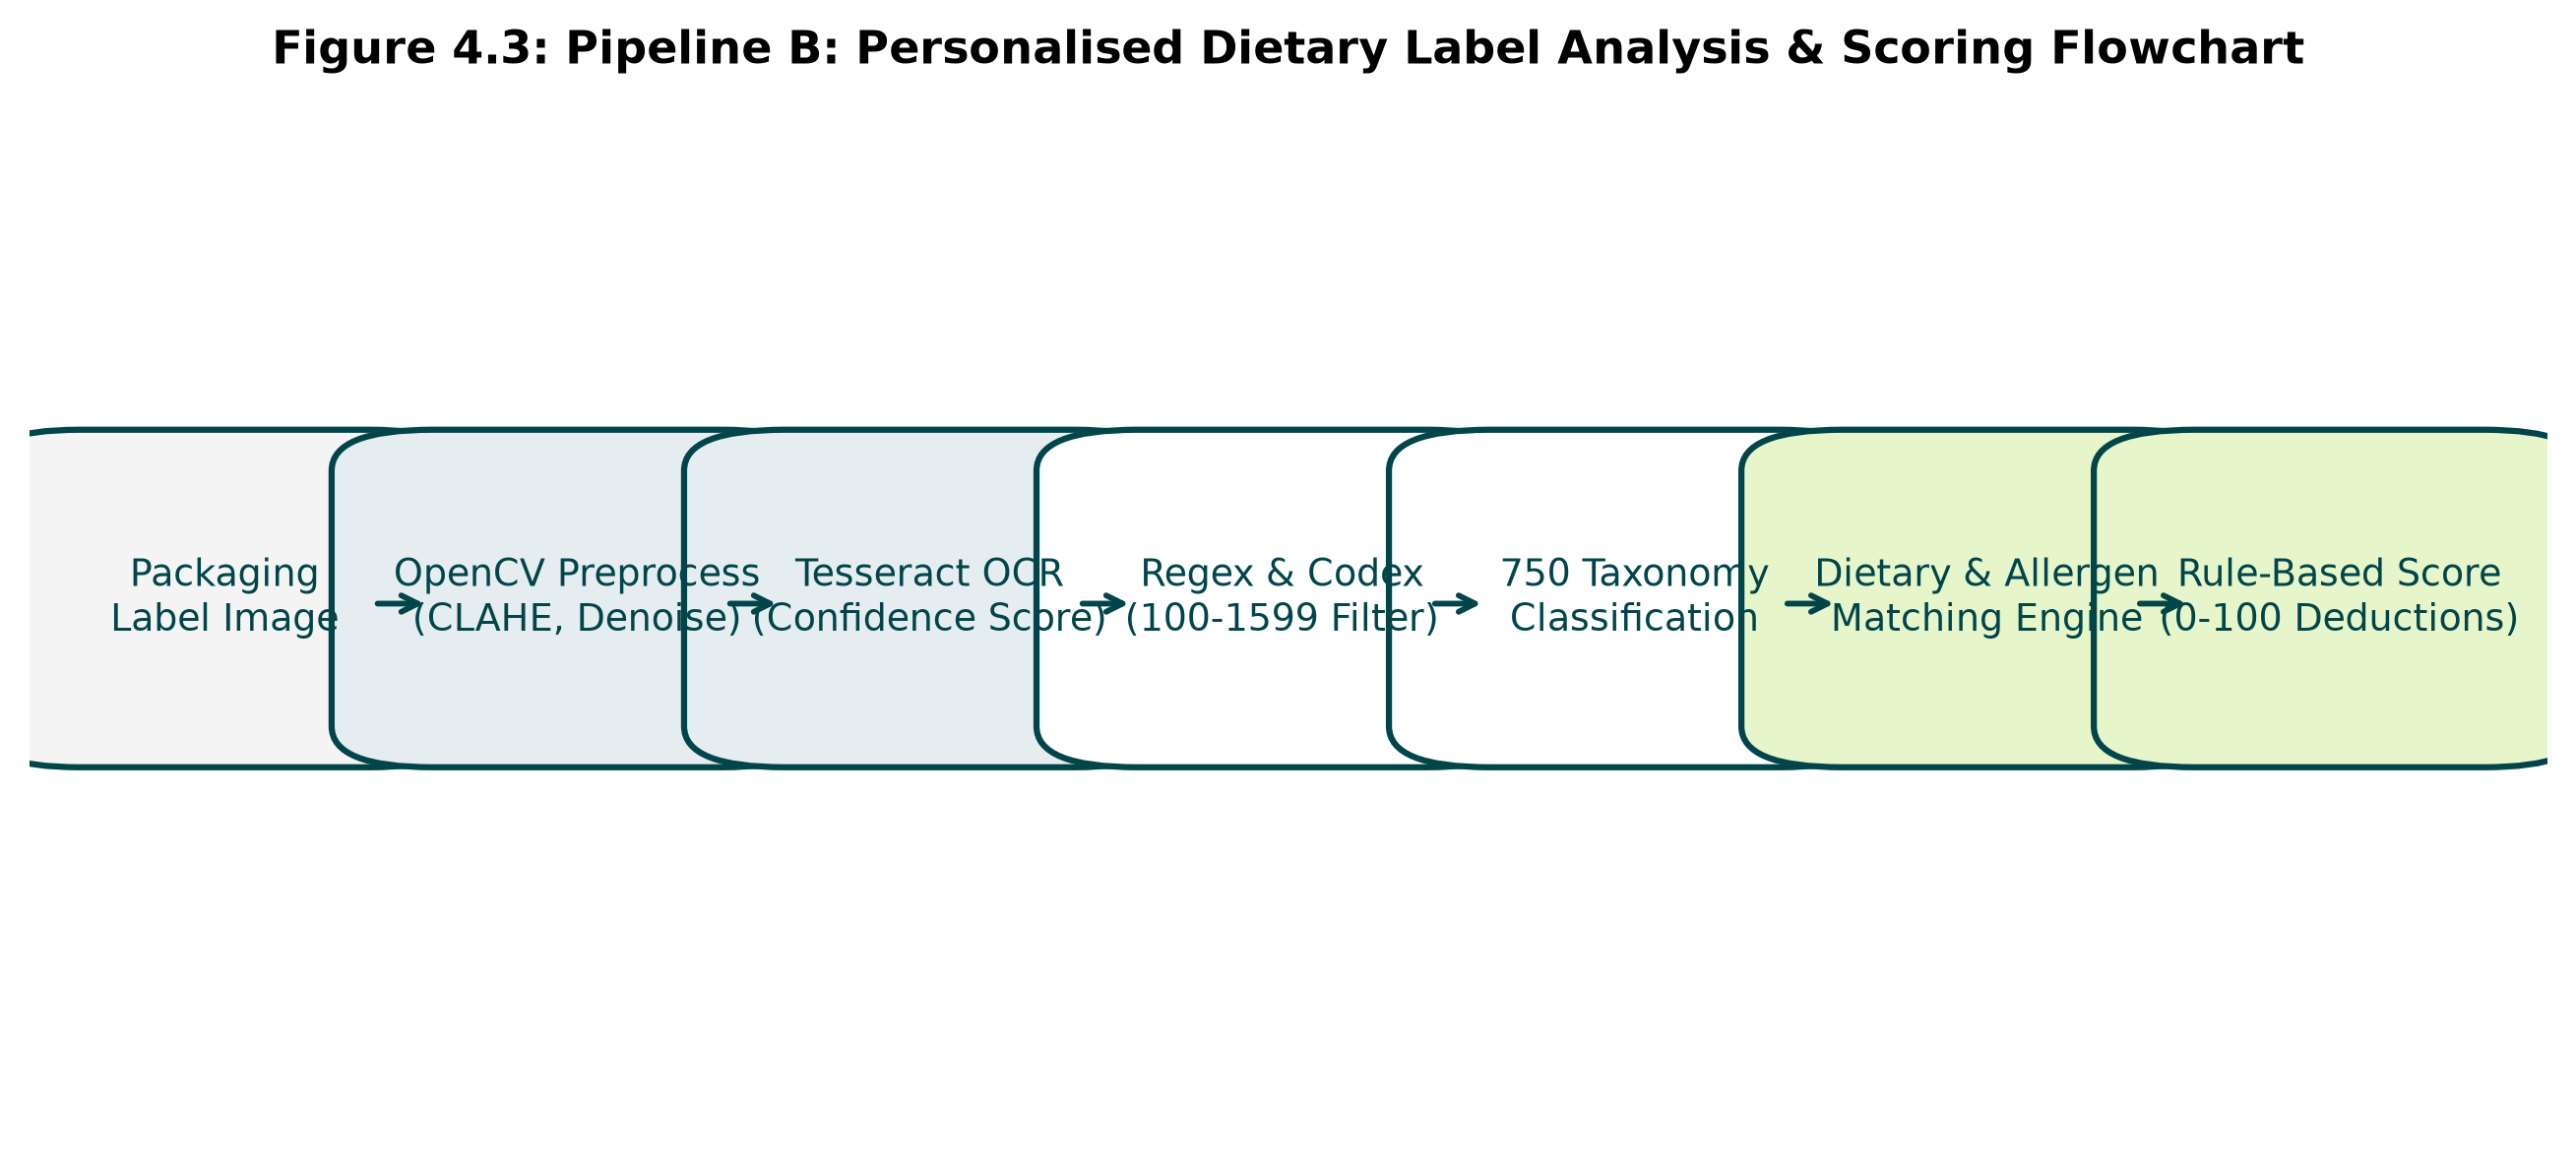 Figure 4.3: Pipeline B: Personalised Dietary Label Analysis & Scoring Flowchart
Packaging
Label Image
OpenCV Preprocess
(CLAHE, Denoise)
Tesseract OCR
(Confidence Score)
Regex & Codex
(100-1599 Filter)
750 Taxonomy
Classification
Dietary & Allergen
Matching Engine
Rule-Based Score
(0-100 Deductions)